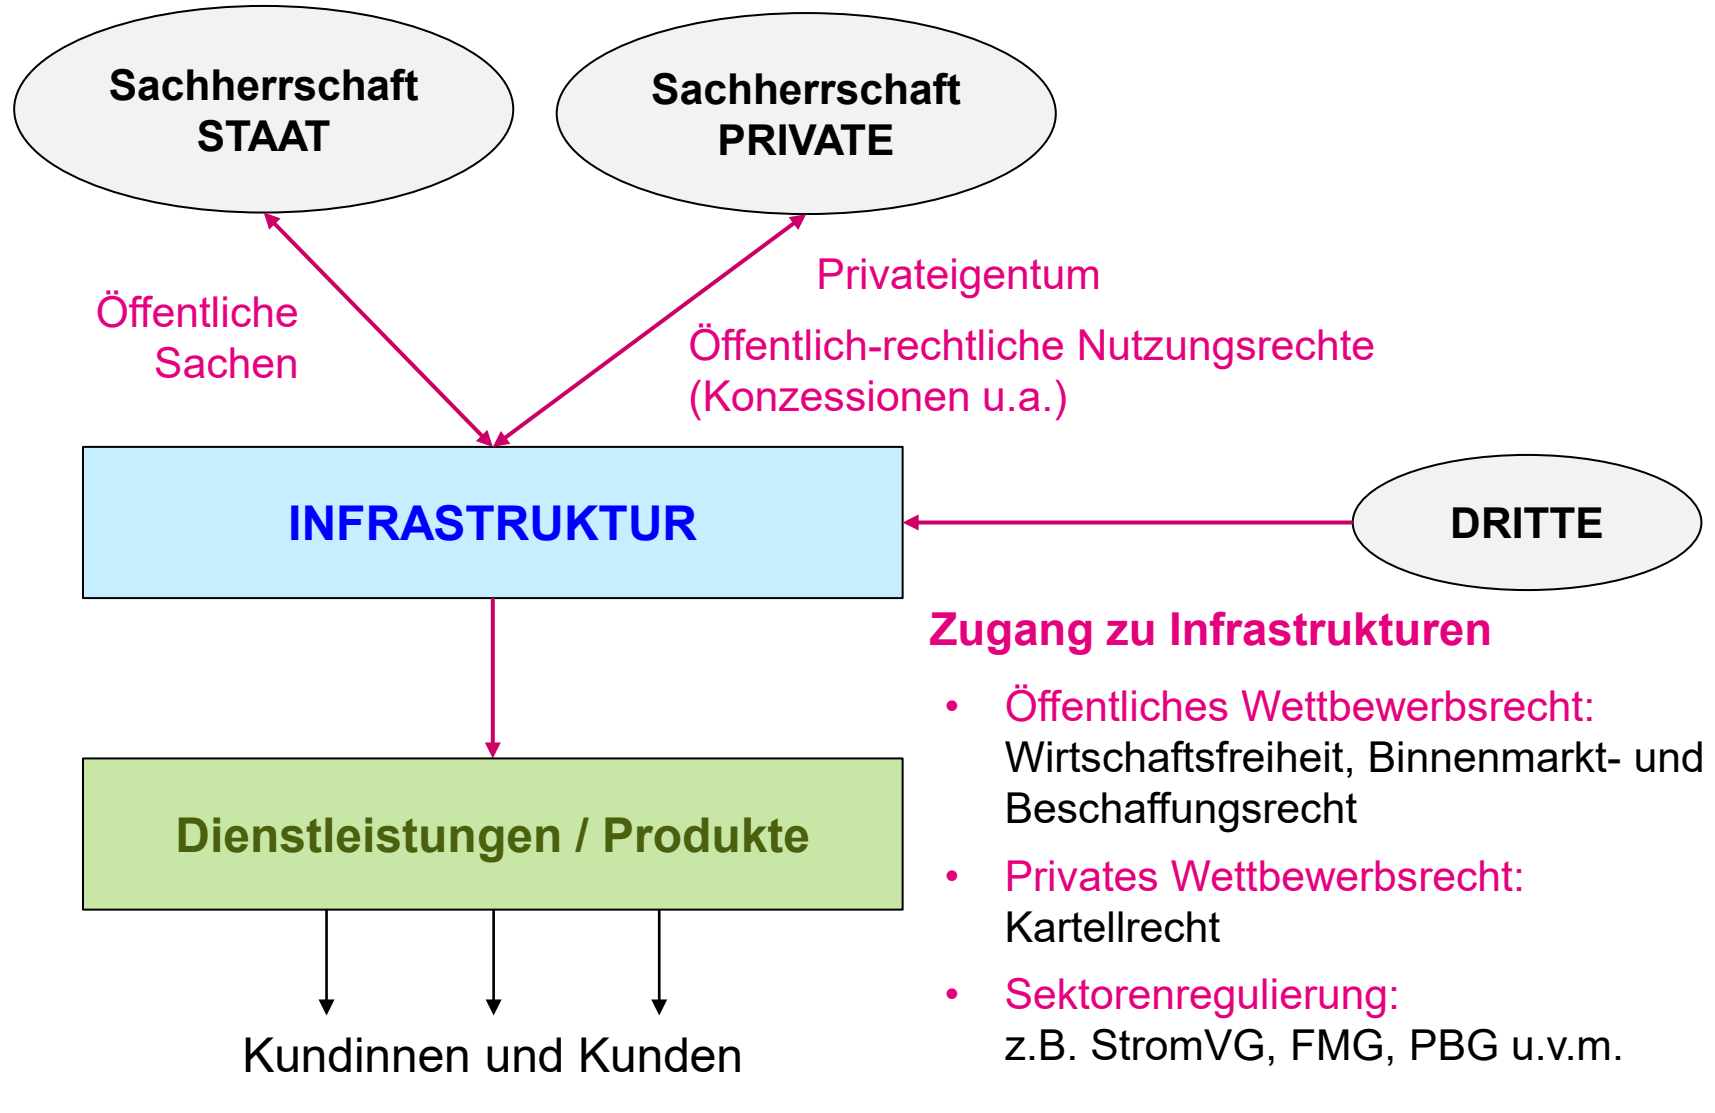 Sachherrschaft
STAAT
Sachherrschaft
PRIVATE
Öffentliche
Sachen
Privateigentum
Öffentlich-rechtliche Nutzungsrechte
(Konzessionen u.a.)
INFRASTRUKTUR
DRITTE
Zugang zu Infrastrukturen
• Öffentliches Wettbewerbsrecht:
Wirtschaftsfreiheit, Binnenmarkt- und
Beschaffungsrecht
• Privates Wettbewerbsrecht:
Kartellrecht
• Sektorenregulierung:
z.B. StromVG, FMG, PBG u.v.m.
Dienstleistungen / Produkte
Kundinnen und Kunden